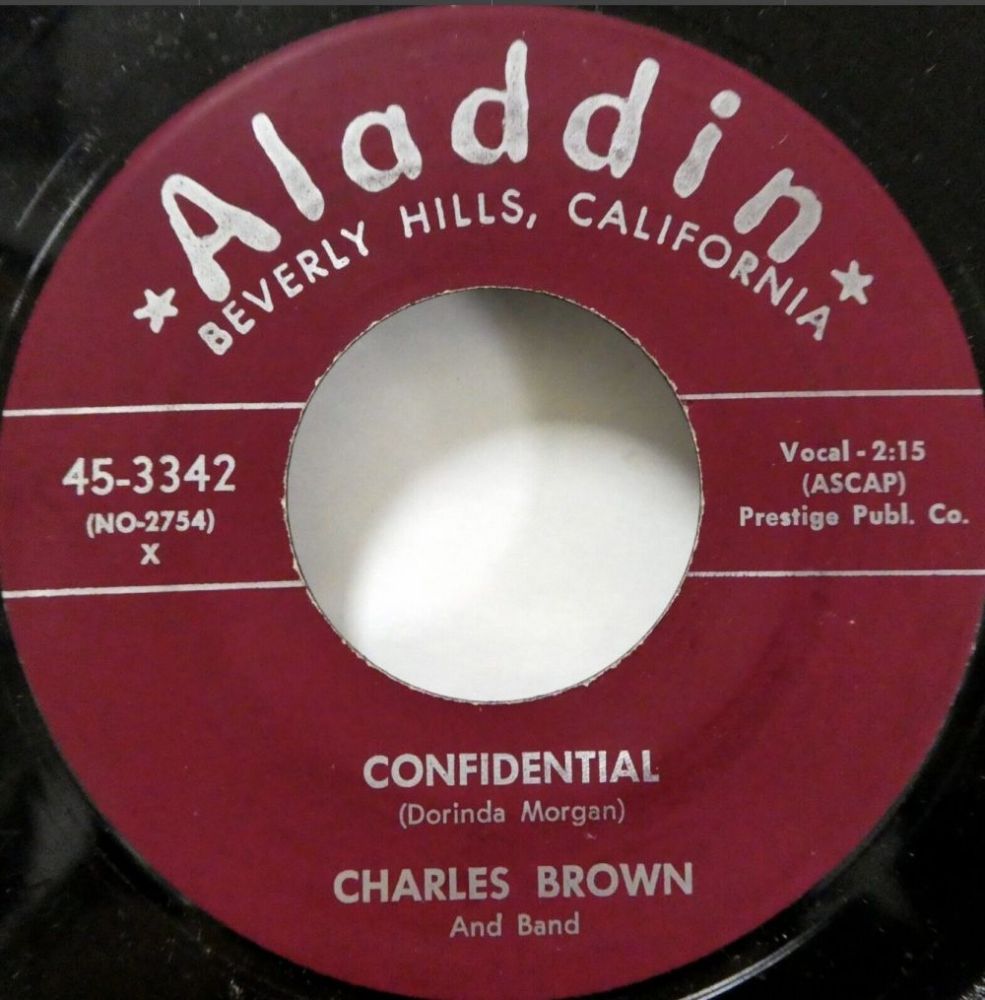 Aladdin
BEVERLY HILLS, CALIFORNIA
45-3342
(NO-2754)
X
Vocal - 2:15
(ASCAP)
Prestige Publ. Co.
CONFIDENTIAL
(Dorinda Morgan)
CHARLES BROWN
And Band